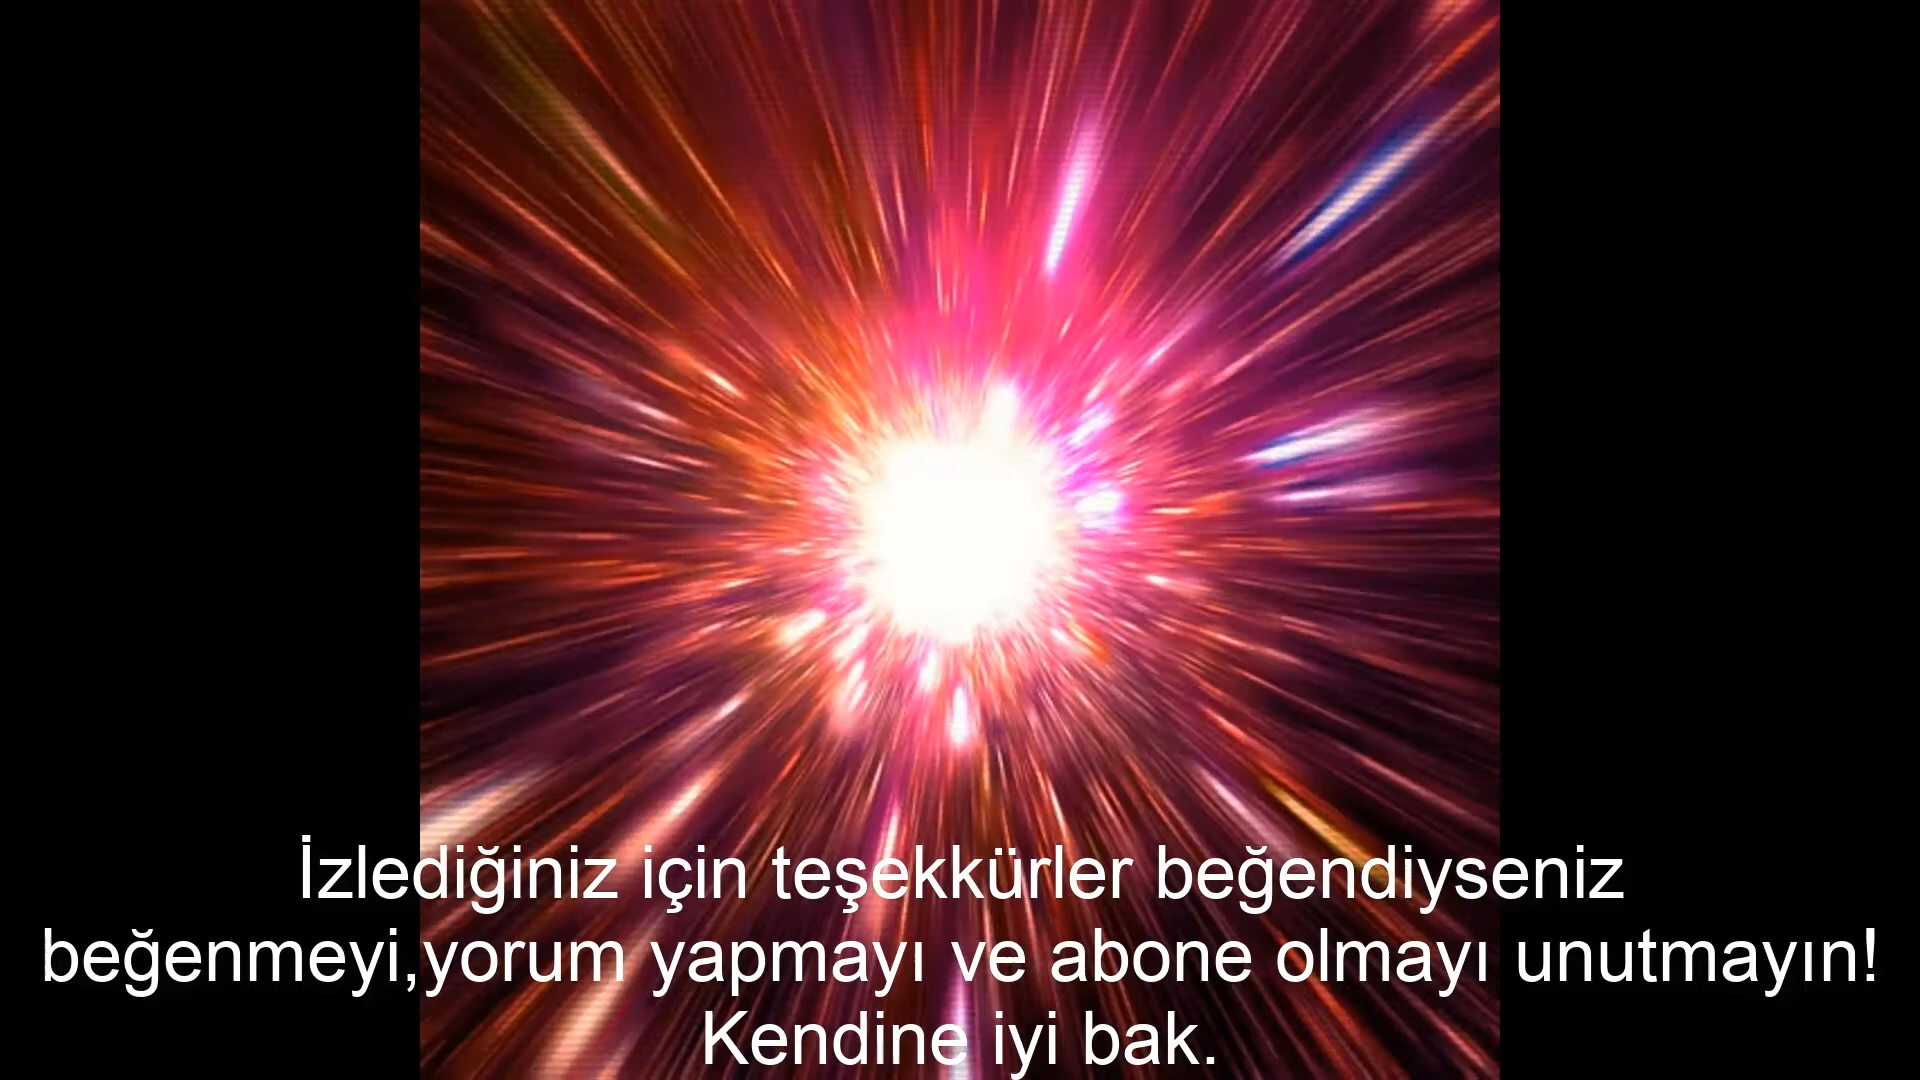 İzlediğiniz için teşekkürler beğendiyseniz
beğenmeyi,yorum yapmayı ve abone olmayı unutmayın!
Kendine iyi bak.